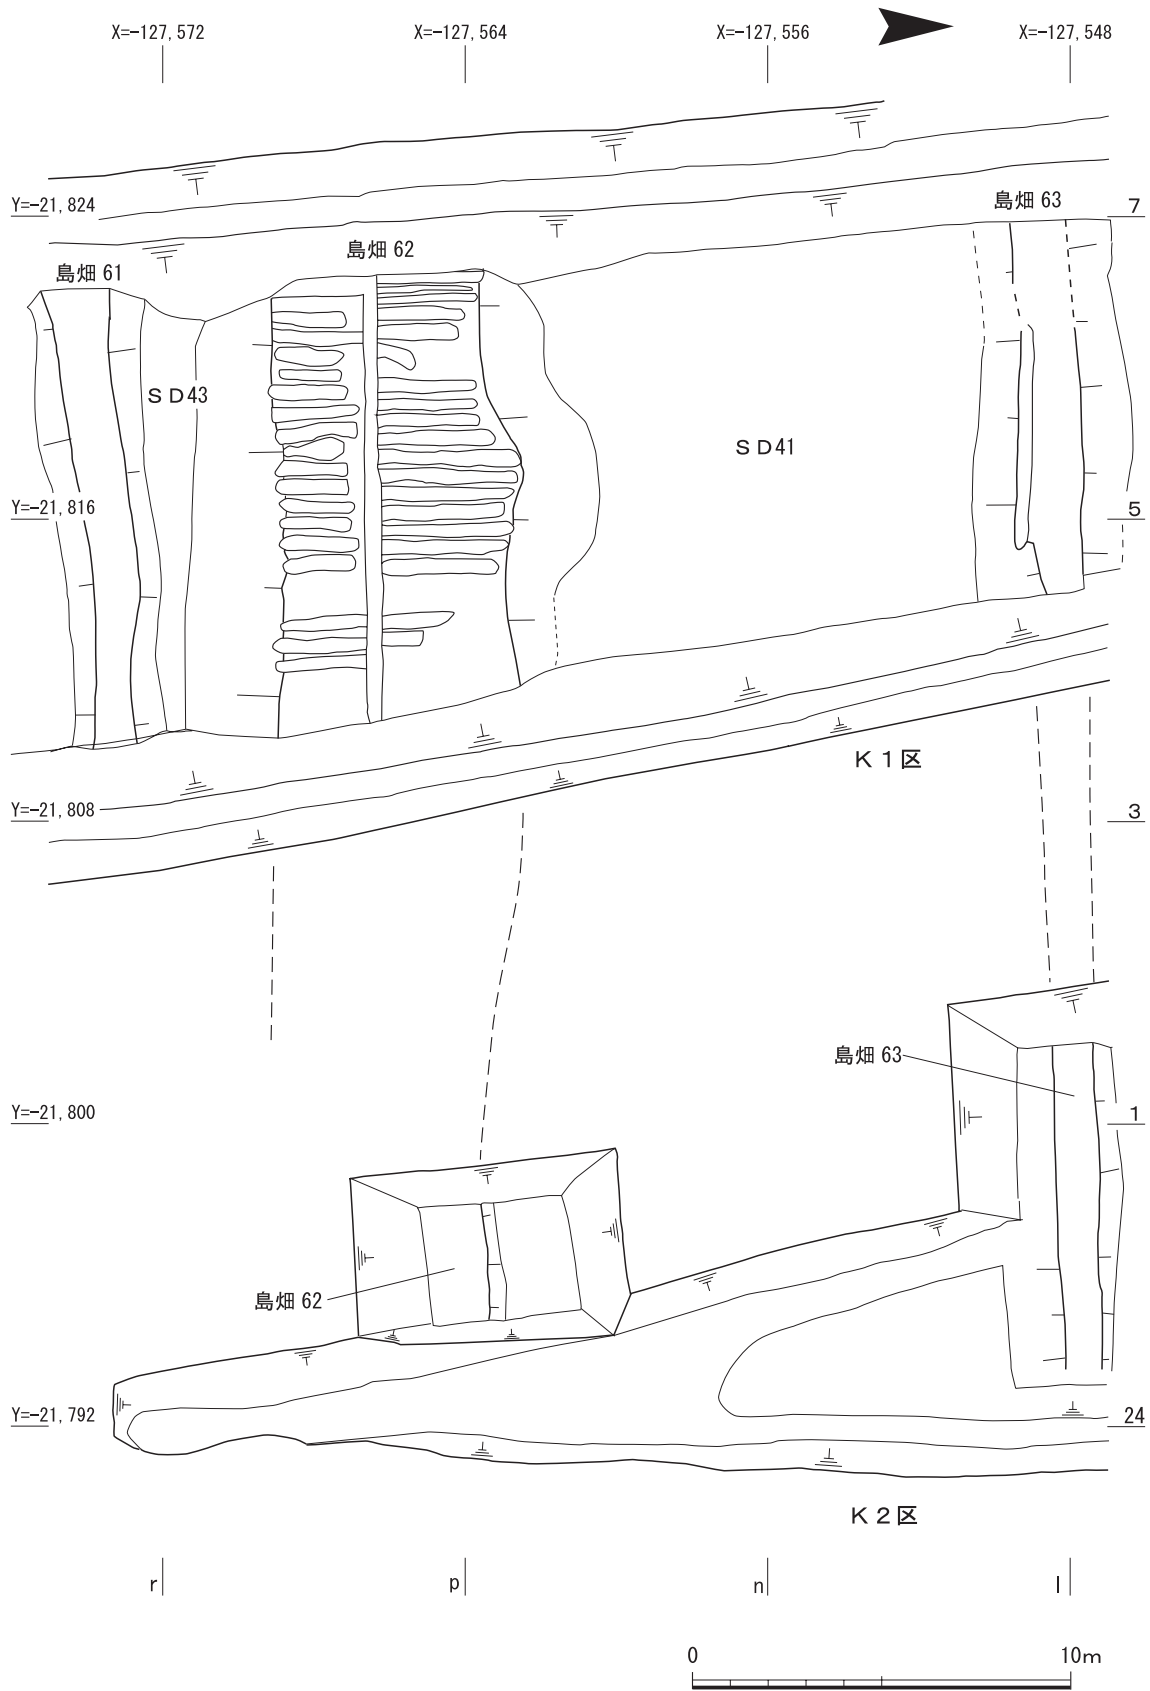 X=-127,572
X=-127,564
X=-127,556
X=-127,548
Y=-21,824
島畑 63
7
島畑 62
島畑 61
ＳＤ43
ＳＤ41
Y=-21,816
5
Ｋ１区
Y=-21,808
3
島畑 63
Y=-21,800
1
島畑 62
Y=-21,792
24
Ｋ２区
r
p
n
l
0
10m